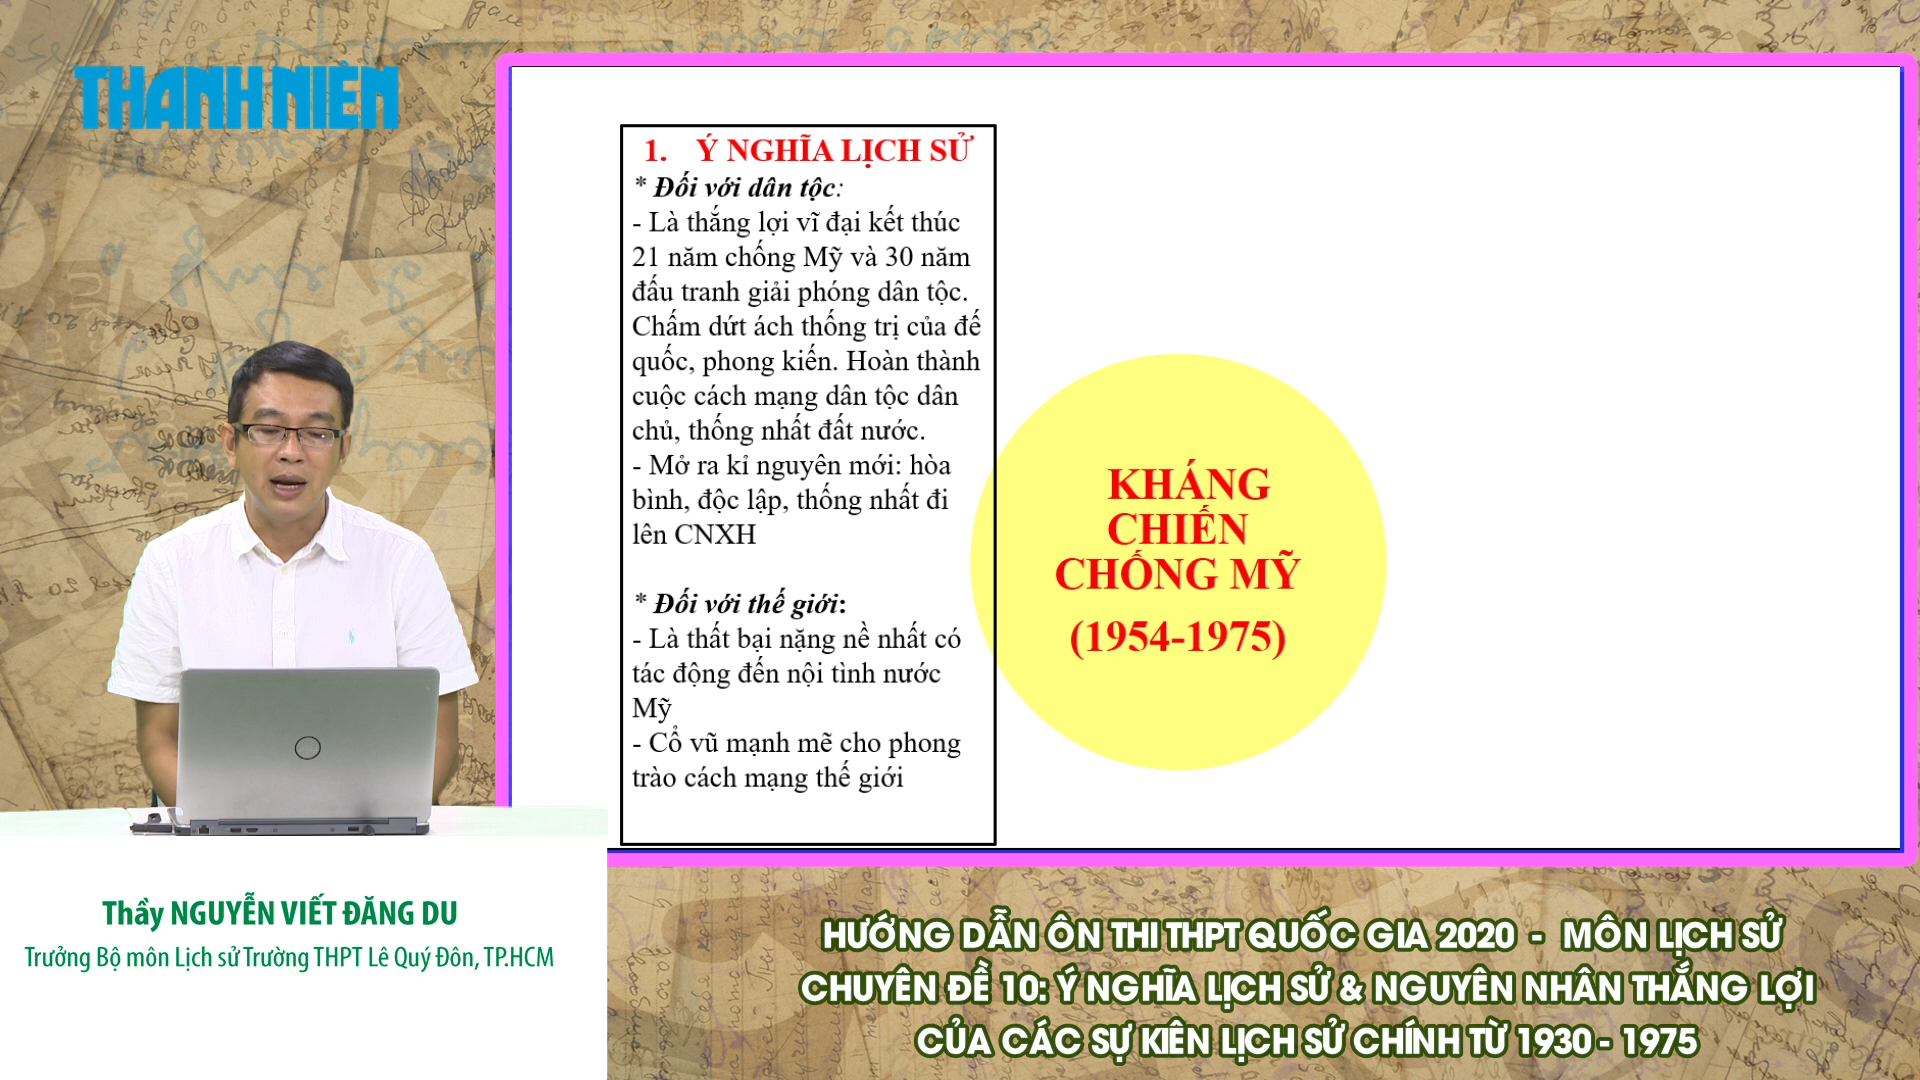 THANH NIÊN
1. Ý NGHĨA LỊCH SỬ
* Đối với dân tộc:
- Là thắng lợi vĩ đại kết thúc
21 năm chống Mỹ và 30 năm
đấu tranh giải phóng dân tộc.
Chấm dứt ách thống trị của đế
quốc, phong kiến. Hoàn thành
cuộc cách mạng dân tộc dân
chủ, thống nhất đất nước.
- Mở ra kỉ nguyên mới: hòa
bình, độc lập, thống nhất đi
lên CNXH
* Đối với thế giới:
- Là thất bại nặng nề nhất có
tác động đến nội tình nước
Mỹ
- Cổ vũ mạnh mẽ cho phong
trào cách mạng thế giới
KHÁNG
CHIẾN
CHỐNG MỸ
(1954-1975)
Thầy NGUYỄN VIẾT ĐĂNG DU
Trưởng Bộ môn Lịch sử Trường THPT Lê Quý Đôn, TP.HCM
HƯỚNG DẪN ÔN THI THPT QUỐC GIA 2020 - MÔN LỊCH SỬ
CHUYÊN ĐỀ 10: Ý NGHĨA LỊCH SỬ & NGUYÊN NHÂN THẮNG LỢI
CỦA CÁC SỰ KIÊN LỊCH SỬ CHÍNH TỪ 1930 - 1975